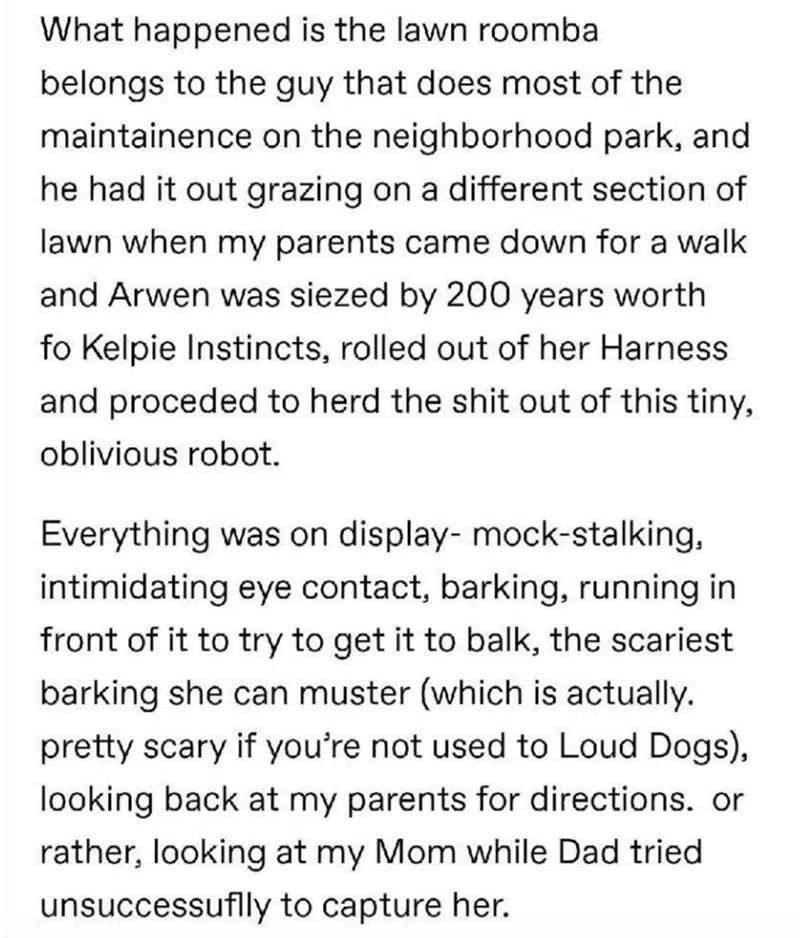 What happened is the lawn roomba
belongs to the guy that does most of the
maintainence on the neighborhood park, and
he had it out grazing on a different section of
lawn when my parents came down for a walk
and Arwen was siezed by 200 years worth
fo Kelpie Instincts, rolled out of her Harness
and proceded to herd the shit out of this tiny,
oblivious robot.
Everything was on display- mock-stalking,
intimidating eye contact, barking, running in
front of it to try to get it to balk, the scariest
barking she can muster (which is actually.
pretty scary if you're not used to Loud Dogs),
looking back at my parents for directions.  or
rather, looking at my Mom while Dad tried
unsuccessuflly to capture her.